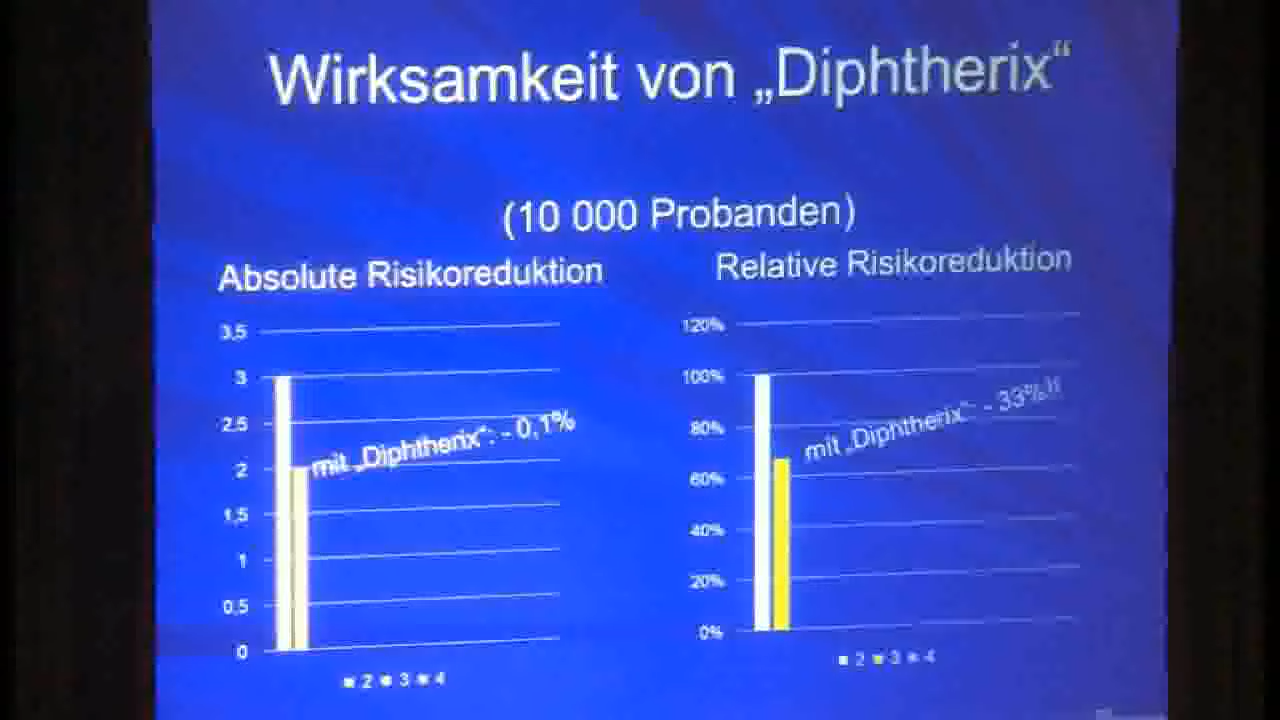 Wirksamkeit von „Diphtherix“
(10 000 Probanden)
Absolute Risikoreduktion
Relative Risikoreduktion
3,5
3
2,5
2
1,5
1
0,5
0
mit „Diphtherix“: - 0,1%
2 3 4
120%
100%
80%
60%
40%
20%
0%
mit „Diphtherix“: - 33%!!
2 3 4